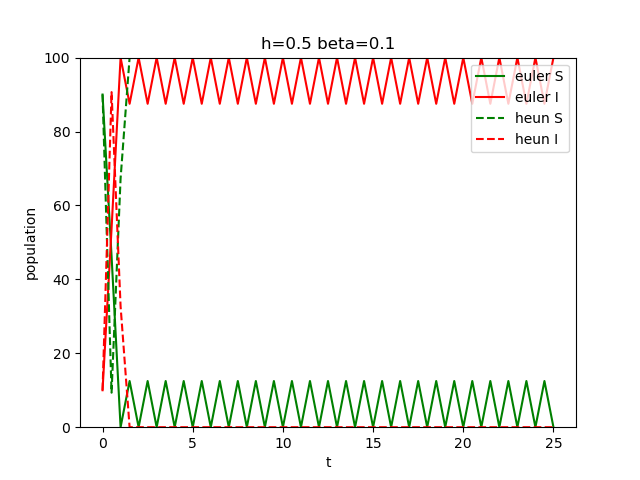 h=0.5 beta=0.1
100
80
60
40
20
0
population
euler S
euler I
heun S
heun I
0 5 10 15 20 25
t